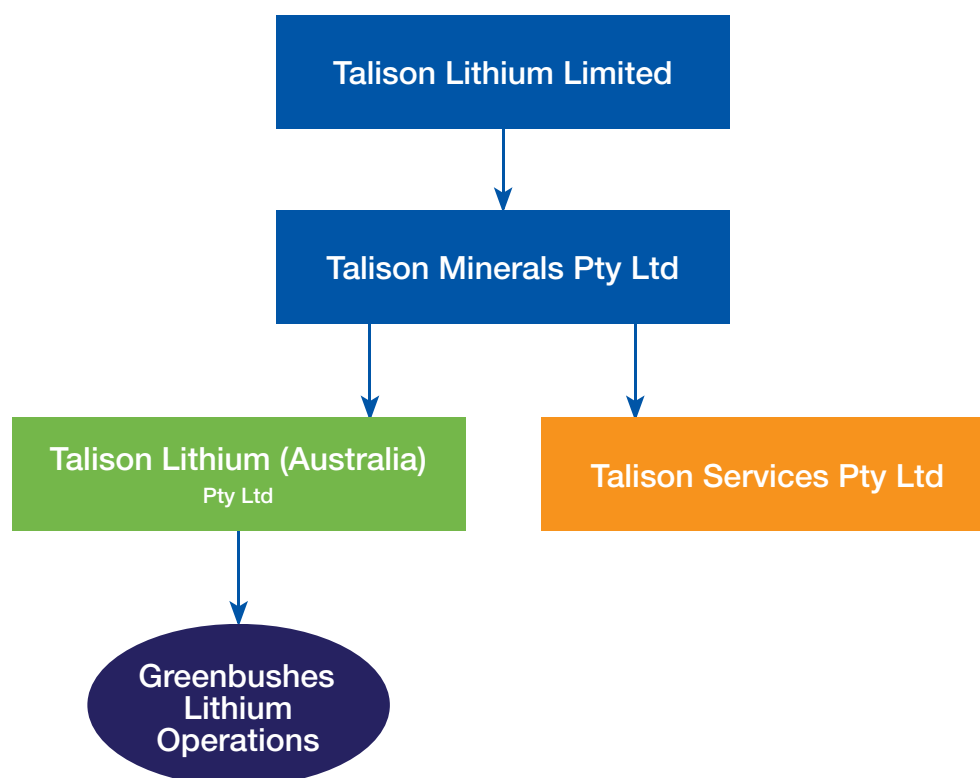 Talison Lithium Limited
Talison Minerals Pty Ltd
Talison Lithium (Australia)
Pty Ltd
Talison Services Pty Ltd
Greenbushes
Lithium
Operations